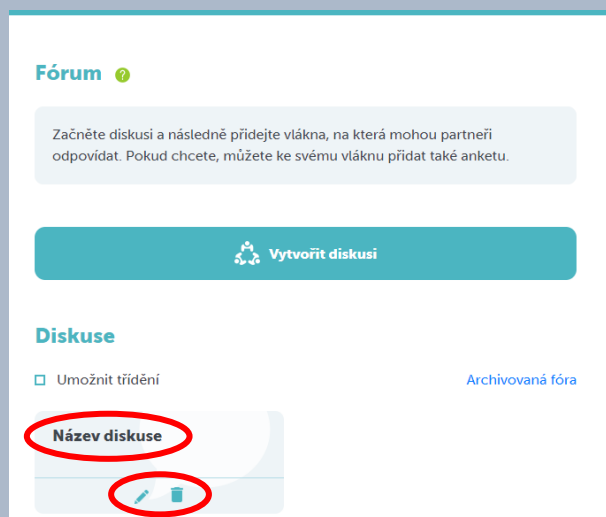 Fórum ?
Začněte diskusi a následně přidejte vlákna, na která mohou partneři
odpovídat. Pokud chcete, můžete ke svému vláknu přidat také anketu.
Vytvořit diskusi
Diskuse
Umožnit třídění
Archivovaná fóra
Název diskuse